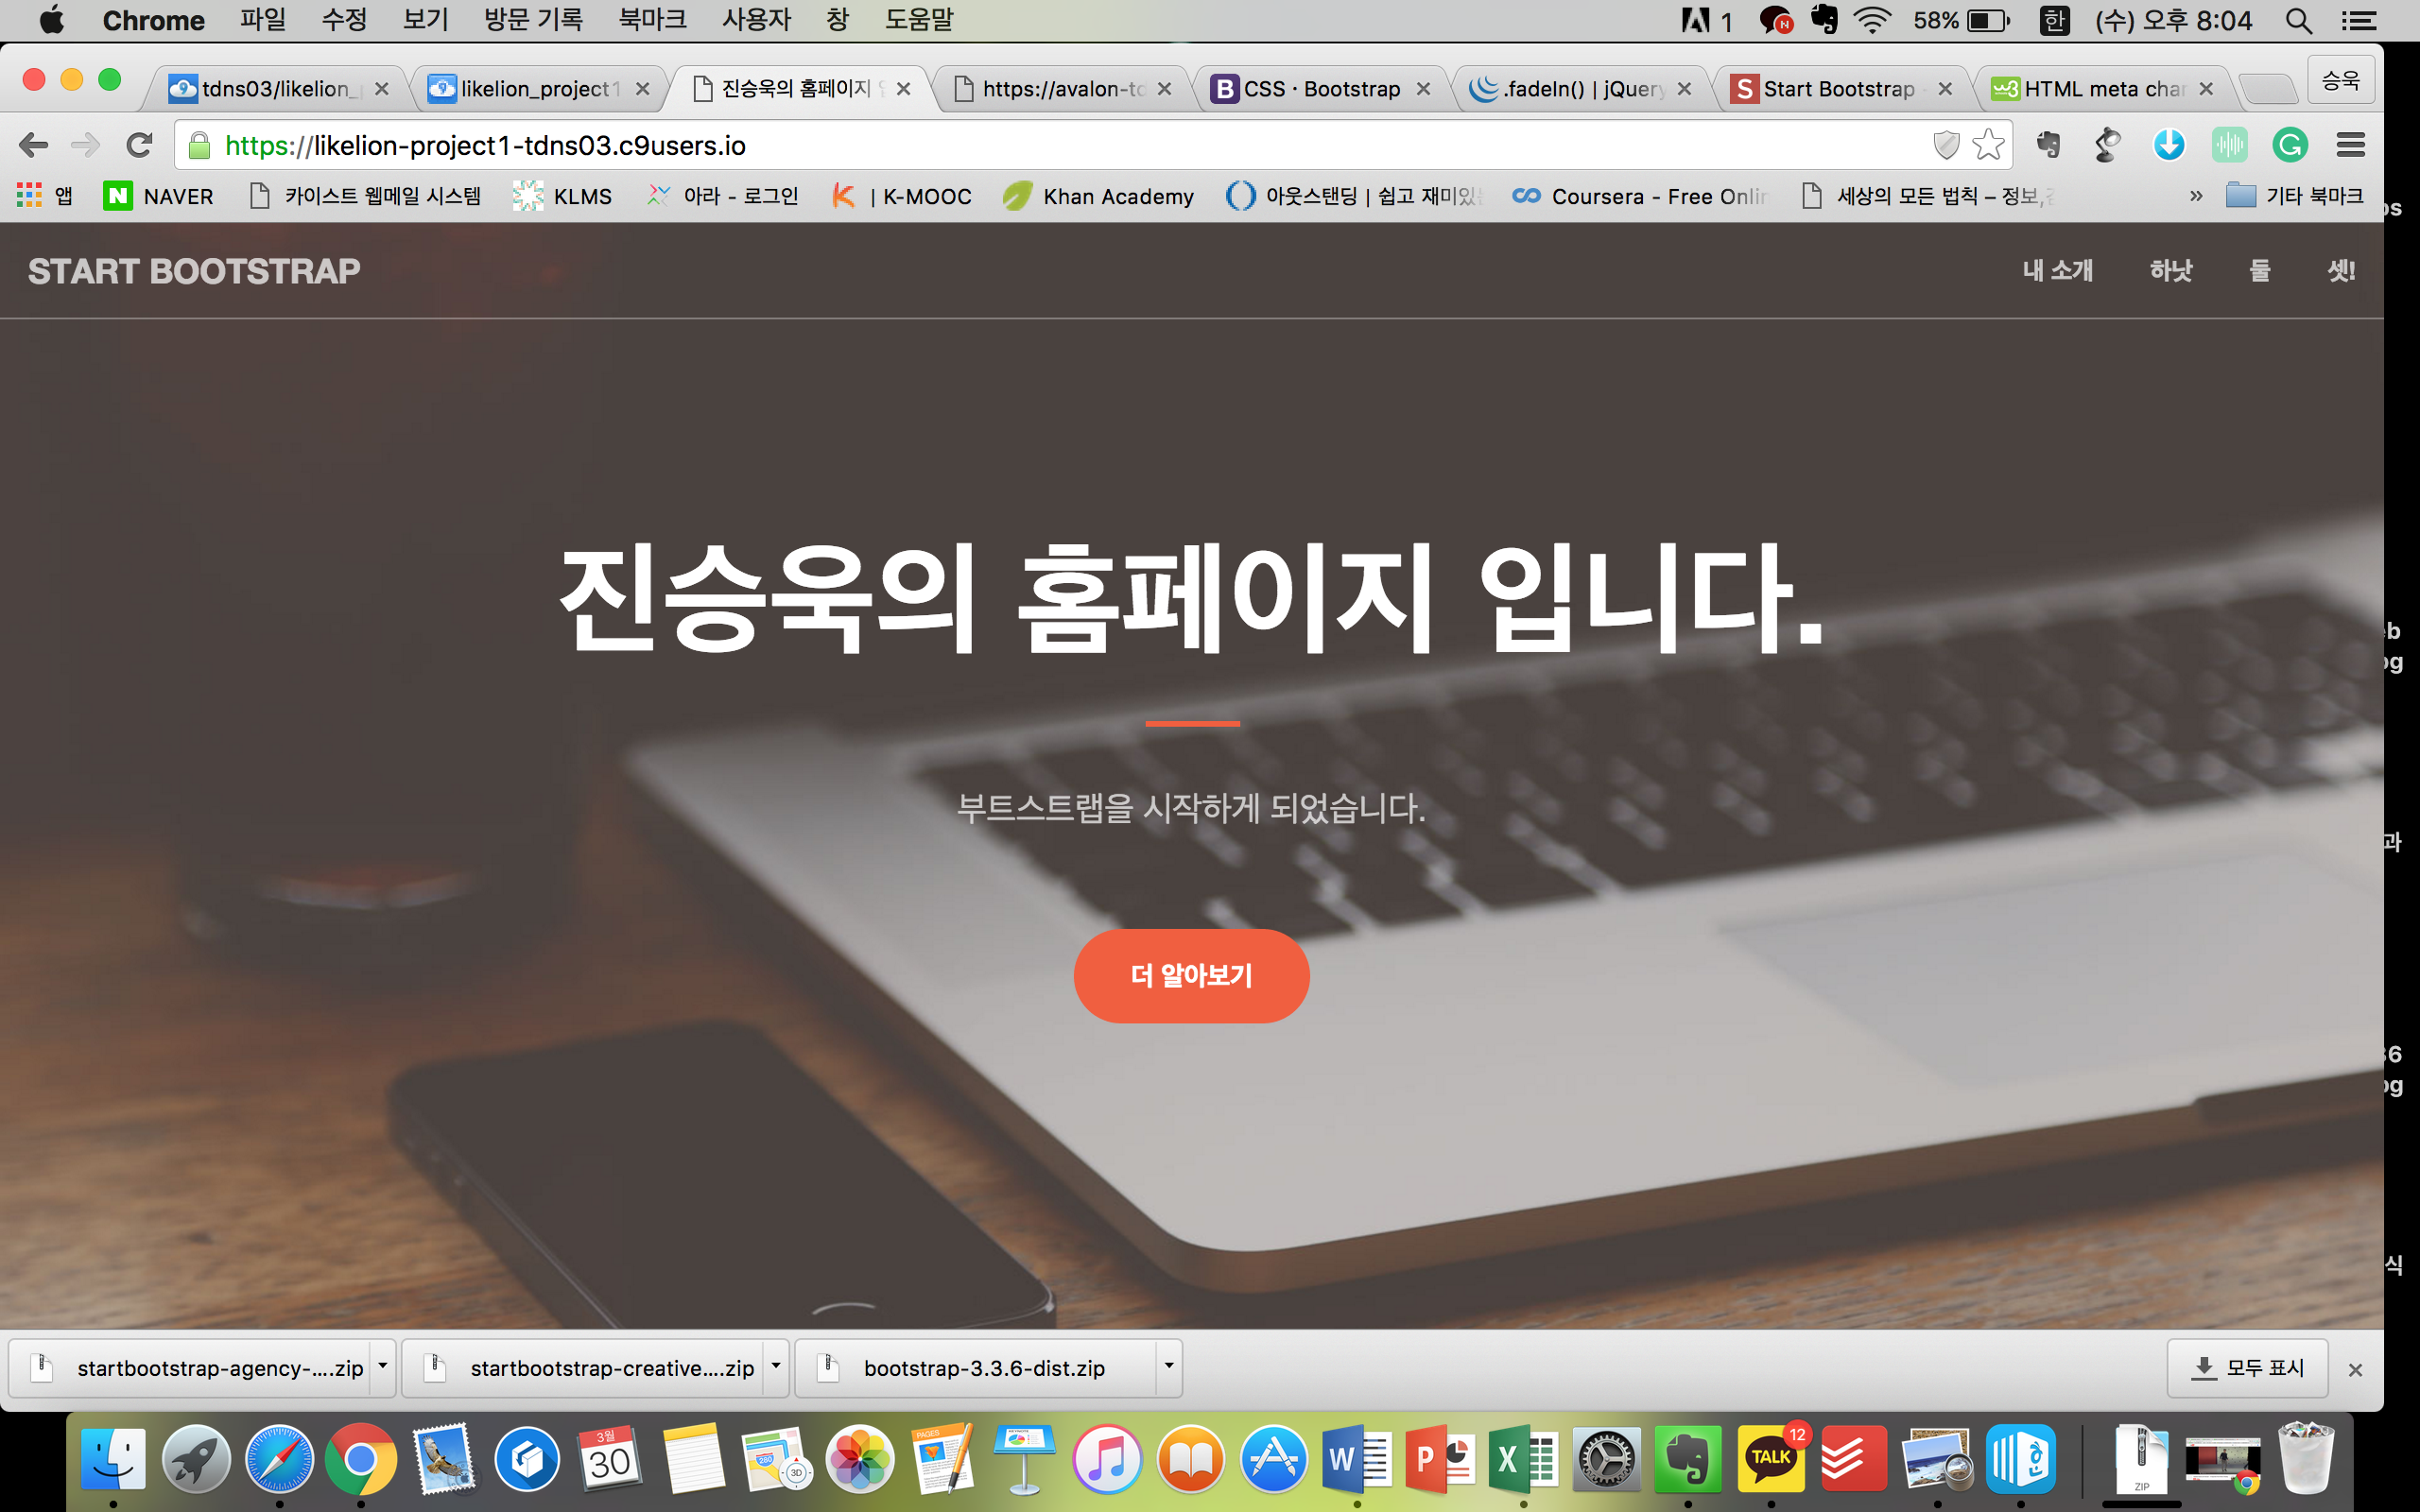 Chrome 파일 수정 보기 방문 기록 북마크 사용자 창 도움말 1 58% 한 (수) 오후 8:04
tdns03/likelion_ likelion_project1 진승욱의 홈페이지 https://avalon-td CSS · Bootstrap .fadeIn() | jQuery Start Bootstrap HTML meta char 승욱
https://likelion-project1-tdns03.c9users.io
앱 NAVER 카이스트 웹메일 시스템 KLMS 아라 - 로그인 | K-MOOC Khan Academy 아웃스탠딩 | 쉽고 재미있는 Coursera - Free Onlin 세상의 모든 법칙 – 정보, » 기타 북마크
START BOOTSTRAP 내 소개 하낫 둘 셋!
진승욱의 홈페이지 입니다.
부트스트랩을 시작하게 되었습니다.
더 알아보기
startbootstrap-agency-....zip startbootstrap-creative....zip bootstrap-3.3.6-dist.zip 모두 표시
3월
30
PAGES
280
3D
W
P
X
TALK
12
ZIP